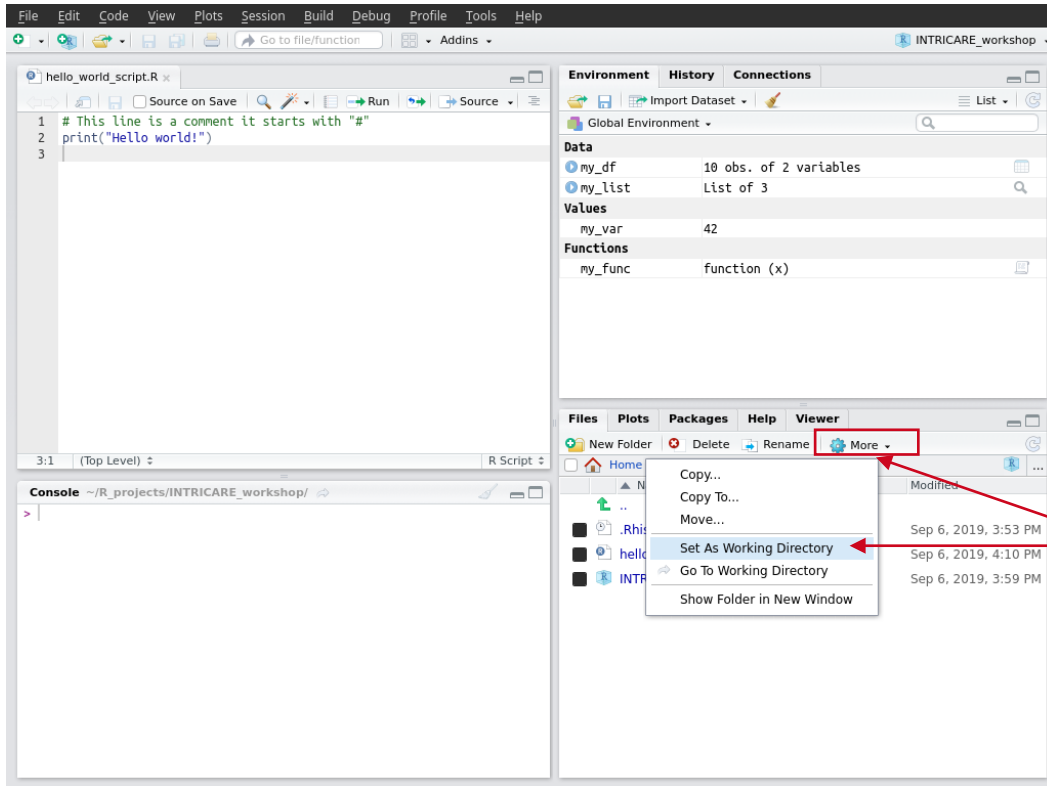 File Edit Code View Plots Session Build Debug Profile Tools Help
Go to file/function Addins INTRICARE_workshop
hello_world_script.R
Source on Save Run Source
1 # This line is a comment it starts with "#"
2 print("Hello world!")
3
3:1 (Top Level) R Script
Console ~/R_projects/INTRICARE_workshop/
>
Environment History Connections
Import Dataset List
Global Environment
Data
my_df 10 obs. of 2 variables
my_list List of 3
Values
my_var 42
Functions
my_func function (x)
Files Plots Packages Help Viewer
New Folder Delete Rename More
Home R ...
N Modified
..
.Rhis Sep 6, 2019, 3:53 PM
hello Sep 6, 2019, 4:10 PM
INTR Sep 6, 2019, 3:59 PM
Copy...
Copy To...
Move...
Set As Working Directory
Go To Working Directory
Show Folder in New Window